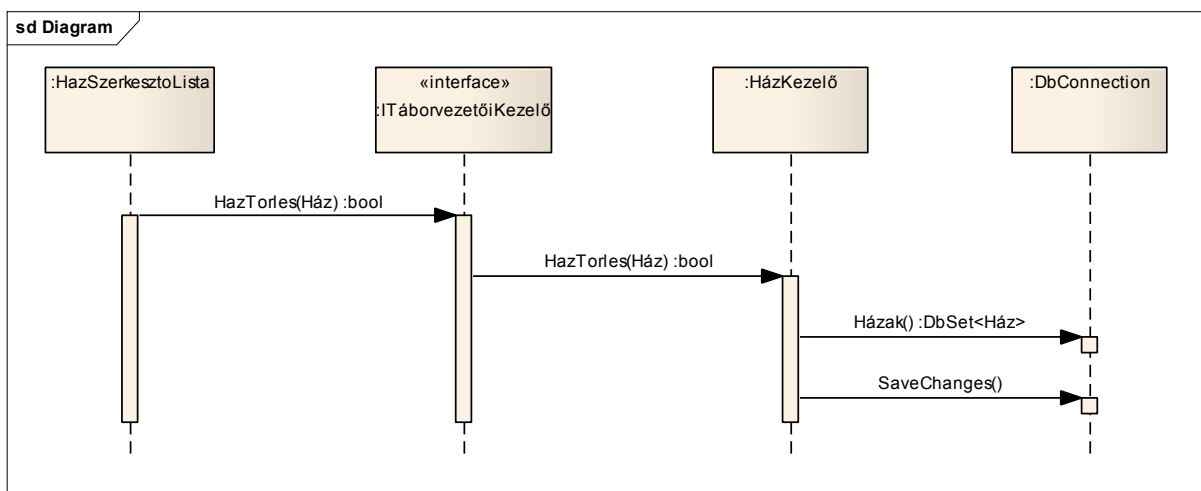 sd Diagram
:HazSzerkesztoLista
«interface»
:ITáborvezetőiKezelő
:HázKezelő
:DbConnection
HazTorles(Ház) :bool
HazTorles(Ház) :bool
Házak() :DbSet<Ház>
SaveChanges()